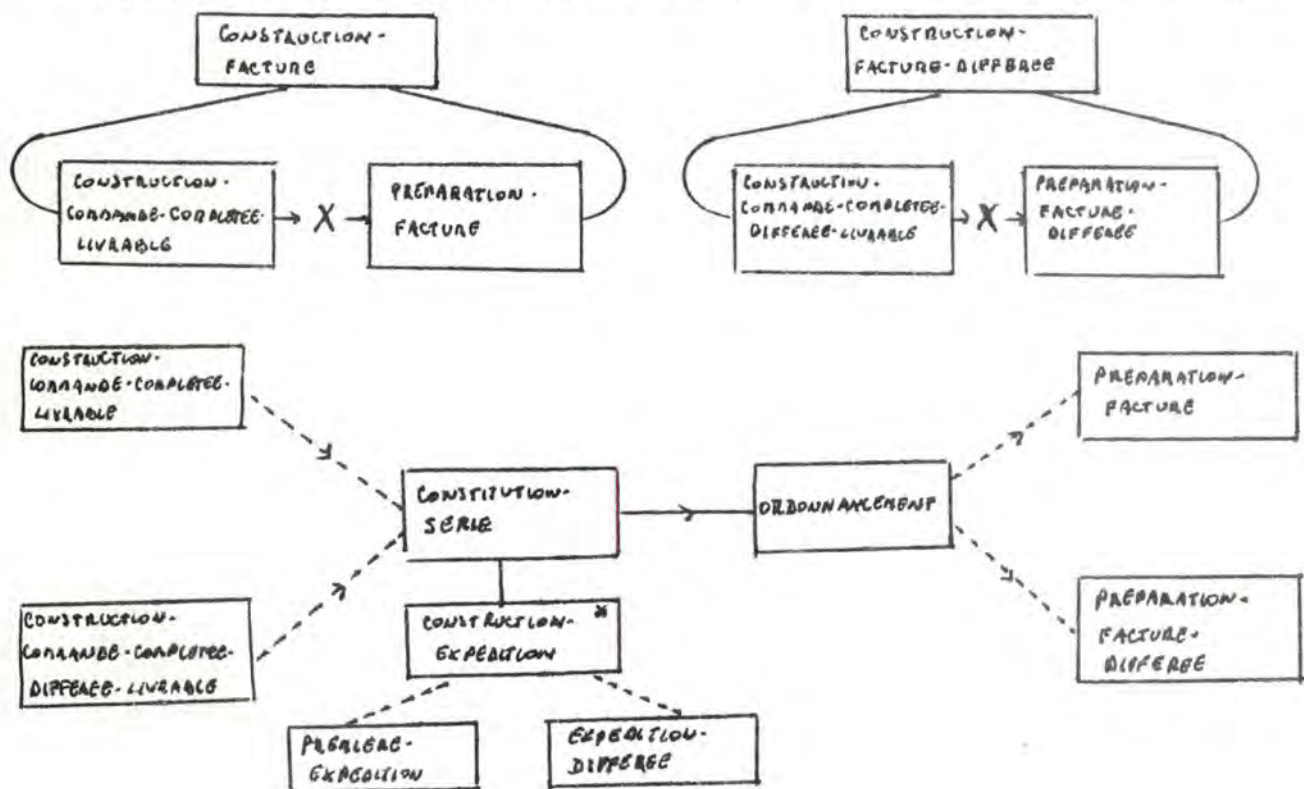 CONSTRUCTION-
FACTURE
CONSTRUCTION-
FACTURE-DIFFEREE
CONSTRUCTION-
COMMANDE-COMPLETEE-
LIVRABLE
X
PREPARATION-
FACTURE
CONSTRUCTION-
COMMANDE-COMPLETEE-
DIFFEREE-LIVRABLE
X
PREPARATION-
FACTURE-
DIFFEREE
CONSTRUCTION-
COMMANDE-COMPLETEE-
LIVRABLE
PREPARATION-
FACTURE
CONSTITUTION-
SERIE
ORDONNANCEMENT
CONSTRUCTION-
COMMANDE-COMPLETEE-
DIFFEREE-LIVRABLE
CONSTRUCTION- *
EXPEDITION
PREPARATION-
FACTURE-
DIFFEREE
PREMIERE-
EXPEDITION
EXPEDITION-
DIFFEREE